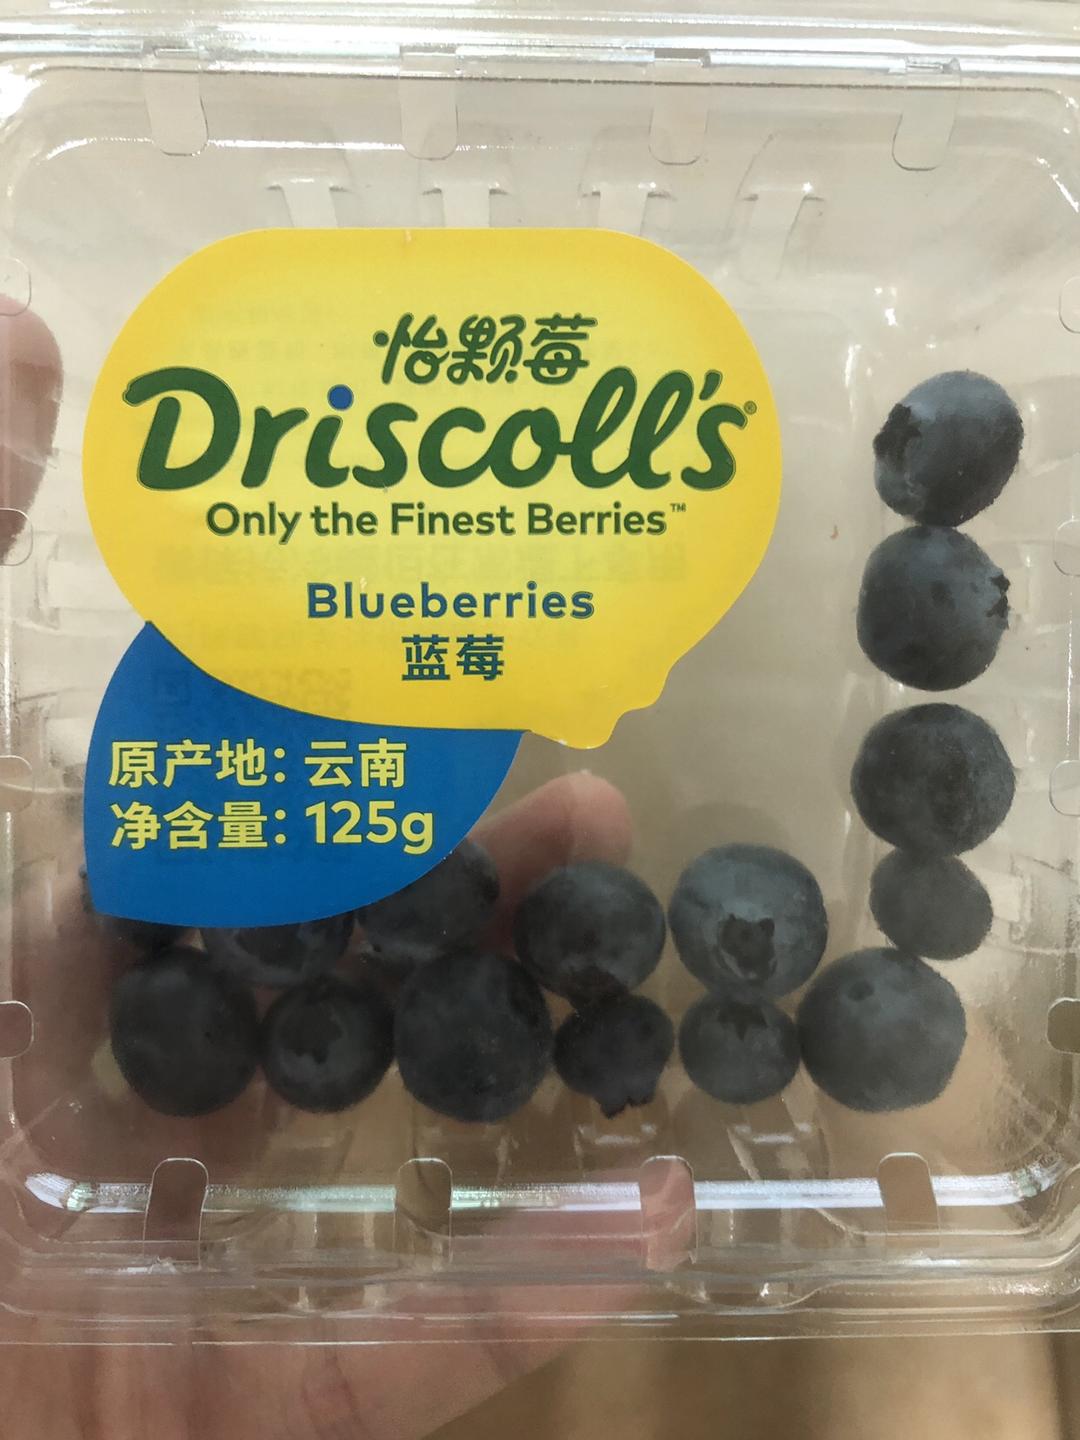 怡颗莓
Driscoll's®
Only the Finest Berries™
Blueberries
蓝莓
原产地：云南
净含量：125g